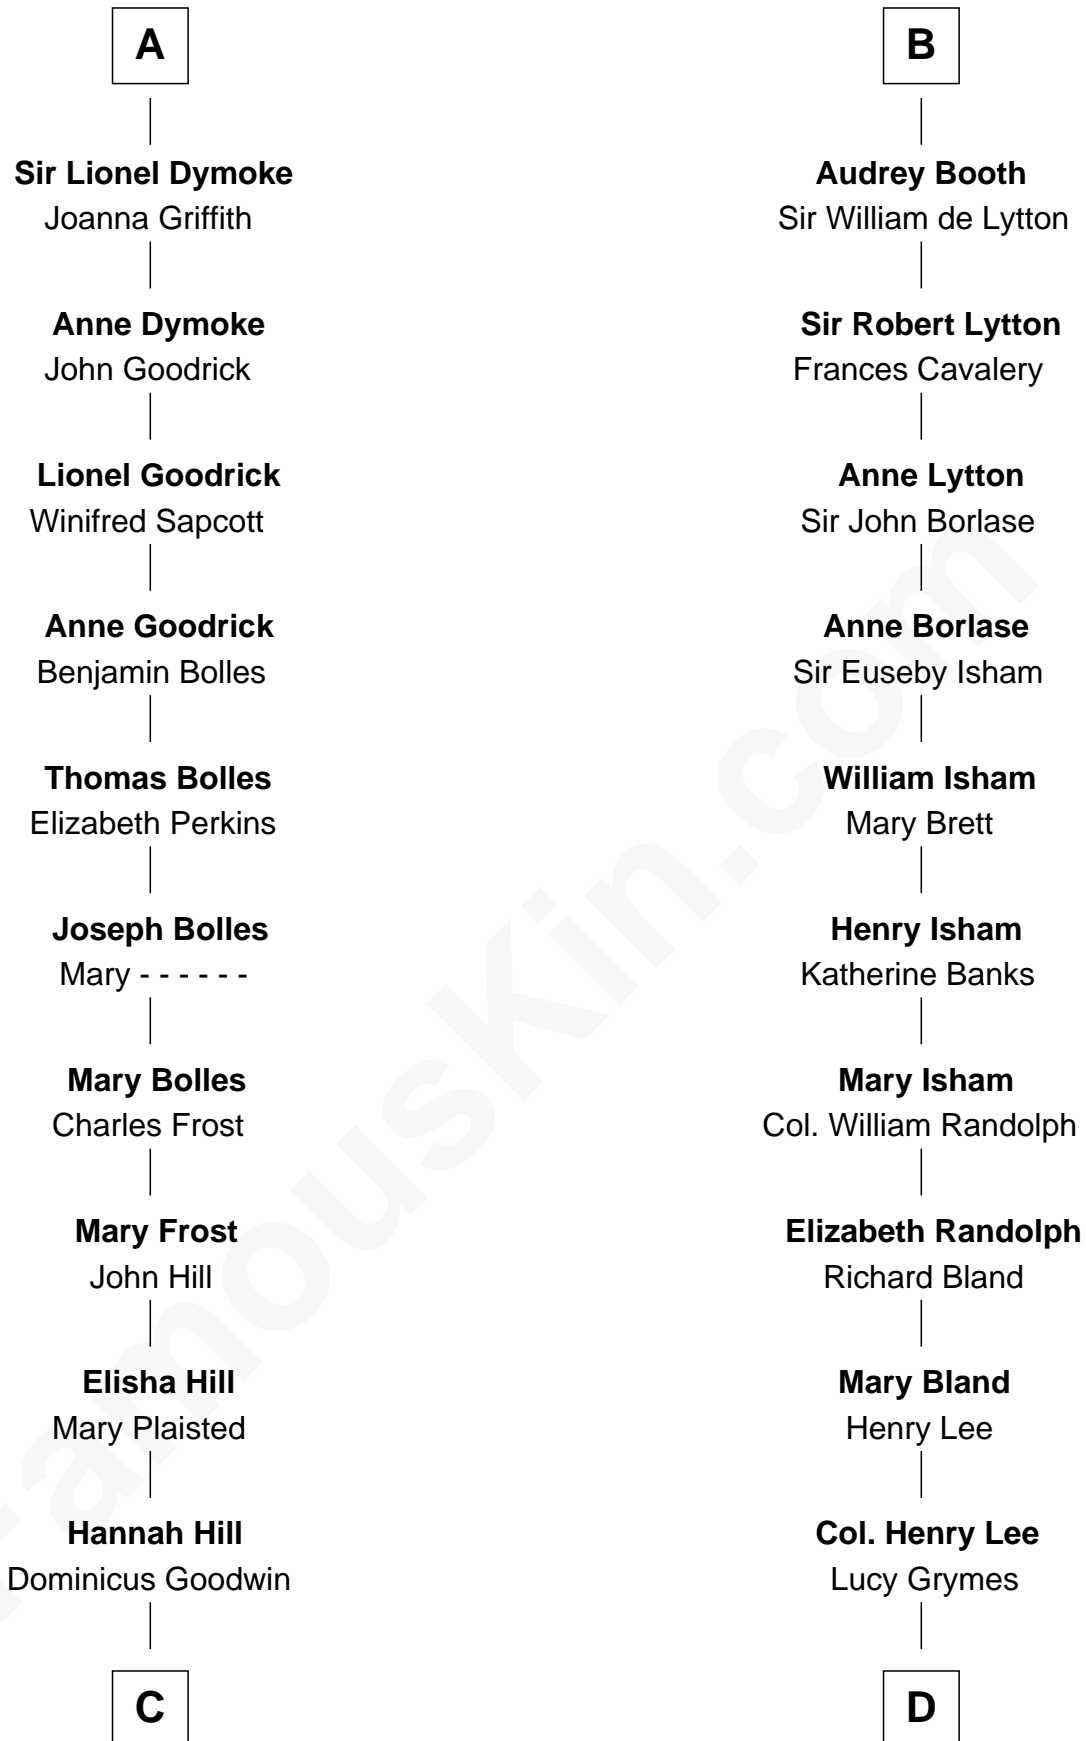 A
Sir Lionel Dymoke
Joanna Griffith
Anne Dymoke
John Goodrick
Lionel Goodrick
Winifred Sapcott
Anne Goodrick
Benjamin Bolles
Thomas Bolles
Elizabeth Perkins
Joseph Bolles
Mary - - - - - -
Mary Bolles
Charles Frost
Mary Frost
John Hill
Elisha Hill
Mary Plaisted
Hannah Hill
Dominicus Goodwin
C
B
Audrey Booth
Sir William de Lytton
Sir Robert Lytton
Frances Cavalery
Anne Lytton
Sir John Borlase
Anne Borlase
Sir Euseby Isham
William Isham
Mary Brett
Henry Isham
Katherine Banks
Mary Isham
Col. William Randolph
Elizabeth Randolph
Richard Bland
Mary Bland
Henry Lee
Col. Henry Lee
Lucy Grymes
D
FamousKin.com